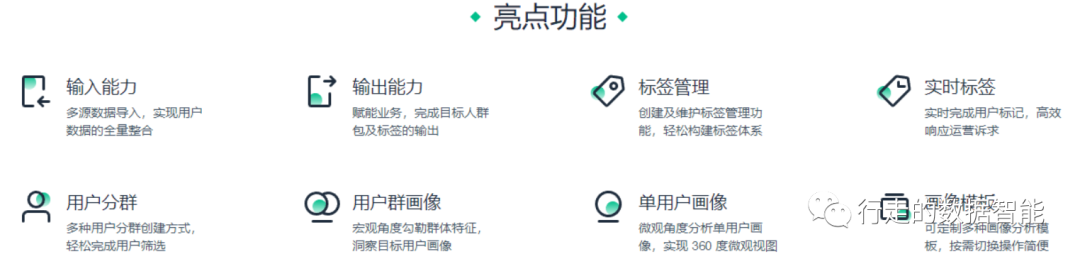 亮点功能
输入能力
多源数据导入，实现用户
数据的全量整合
输出能力
赋能业务，完成目标人群
包及标签的输出
标签管理
创建及维护标签管理功
能，轻松构建标签体系
实时标签
实时完成用户标记，高效
响应运营诉求
用户分群
多种用户分群创建方式，
轻松完成用户筛选
用户群画像
宏观角度勾勒群体特征，
洞察目标用户画像
单用户画像
微观角度分析单用户画
像，实现 360 度微观视图
画像模板
可定制多种画像分析模
板，按需切换操作简便
行走的数据智能